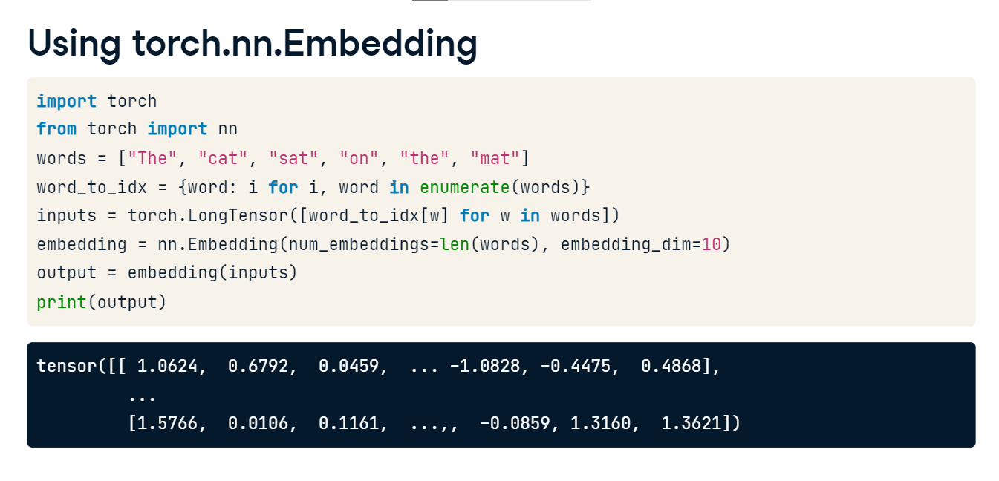 Using torch.nn.Embedding
import torch
from torch import nn
words = ["The", "cat", "sat", "on", "the", "mat"]
word_to_idx = {word: i for i, word in enumerate(words)}
inputs = torch.LongTensor([word_to_idx[w] for w in words])
embedding = nn.Embedding(num_embeddings=len(words), embedding_dim=10)
output = embedding(inputs)
print(output)
tensor([[ 1.0624,  0.6792,  0.0459,  ... -1.0828, -0.4475,  0.4868],
...
[1.5766,  0.0106,  0.1161,  ...,,  -0.0859, 1.3160,  1.3621])